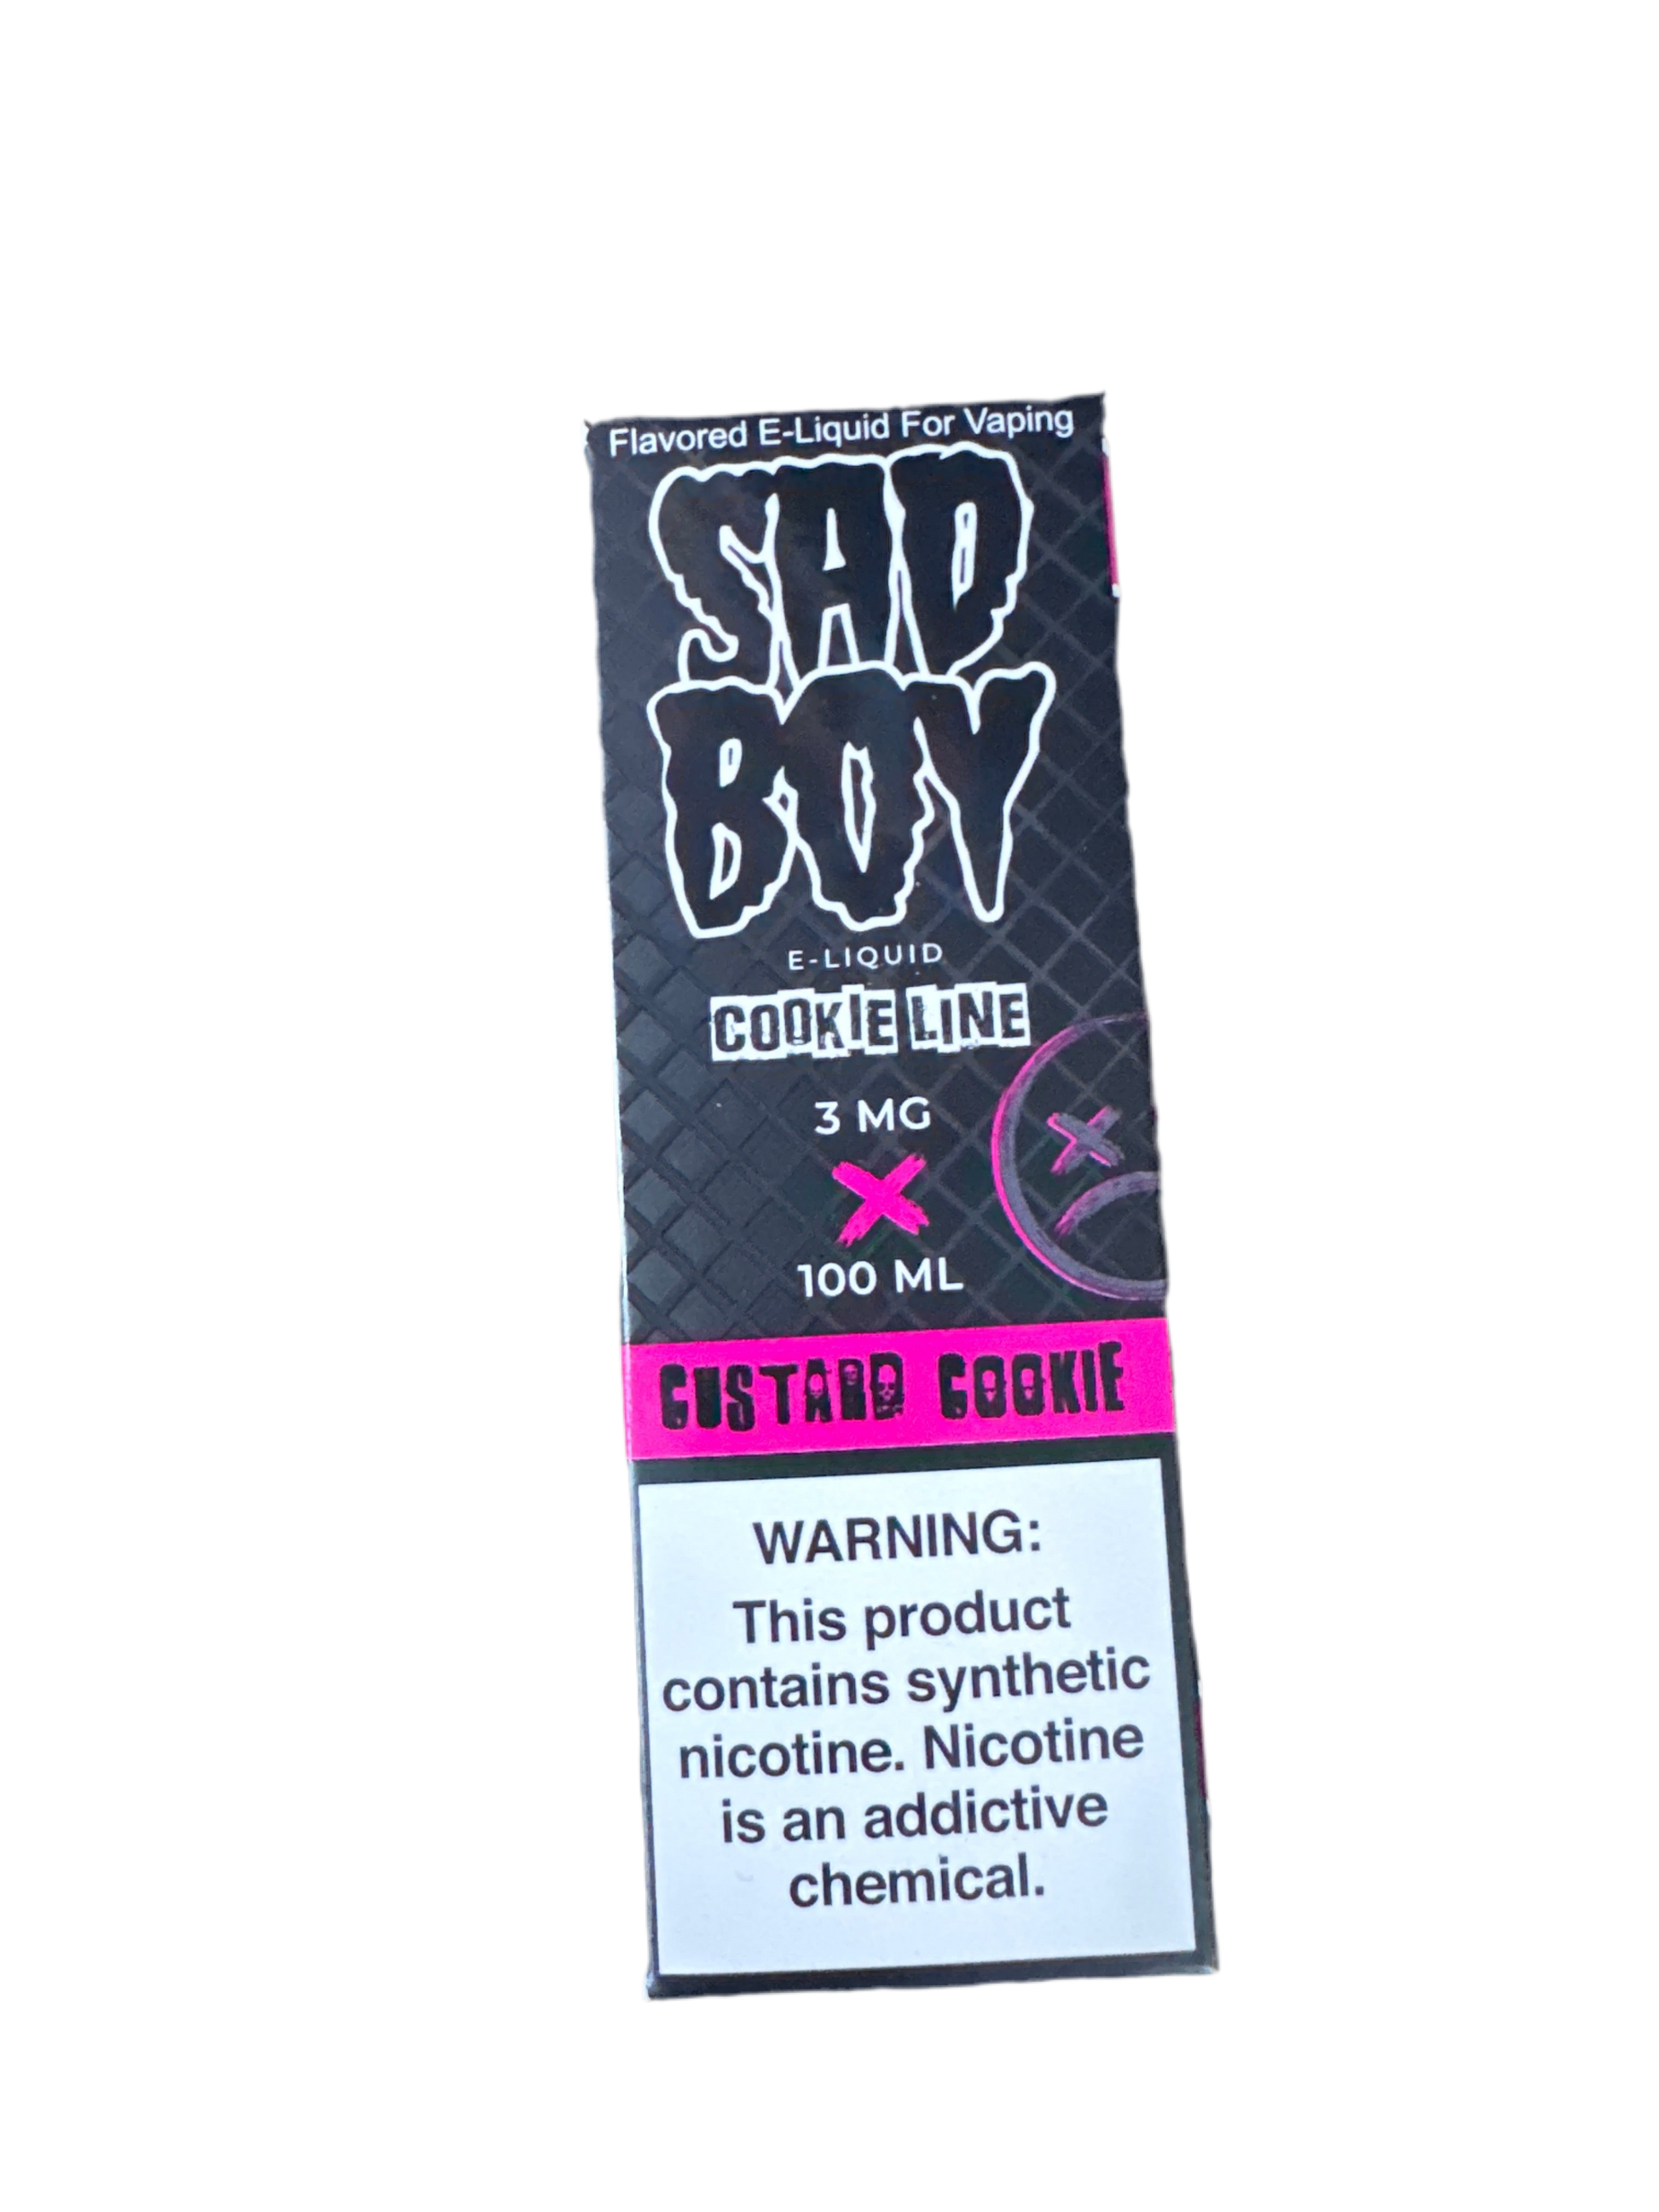 Flavored E-Liquid For Vaping
SAD
BOY
E-LIQUID
COOKIE LINE
3 MG
100 ML
CUSTARD COOKIE
WARNING:
This product
contains synthetic
nicotine. Nicotine
is an addictive
chemical.